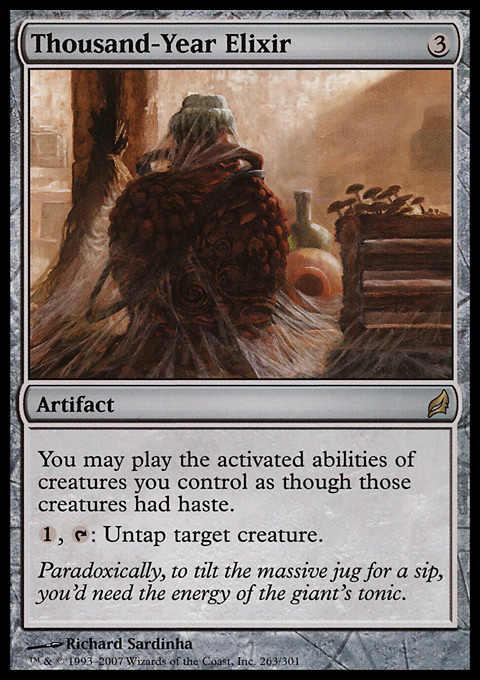 Thousand-Year Elixir 3
Artifact
You may play the activated abilities of
creatures you control as though those
creatures had haste.
1, : Untap target creature.
Paradoxically, to tilt the massive jug for a sip,
you'd need the energy of the giant's tonic.
Richard Sardinha
™ & © 1993–2007 Wizards of the Coast, Inc. 263/301